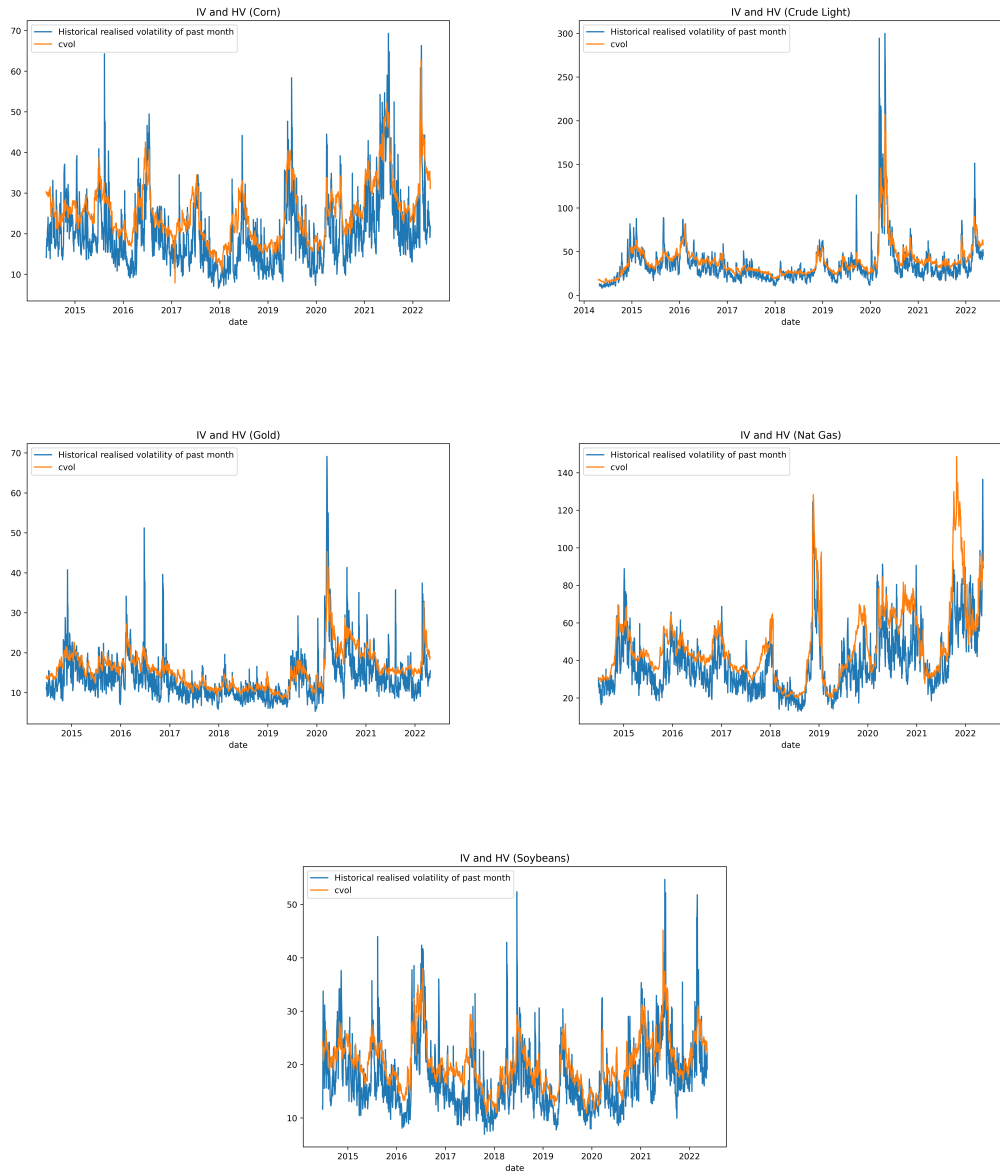 IV and HV (Corn)
Historical realised volatility of past month
cvol
70
60
50
40
30
20
10
2015 2016 2017 2018 2019 2020 2021 2022
date
IV and HV (Crude Light)
Historical realised volatility of past month
cvol
300
250
200
150
100
50
0
2014 2015 2016 2017 2018 2019 2020 2021 2022
date
IV and HV (Gold)
Historical realised volatility of past month
cvol
70
60
50
40
30
20
10
2015 2016 2017 2018 2019 2020 2021 2022
date
IV and HV (Nat Gas)
Historical realised volatility of past month
cvol
140
120
100
80
60
40
20
2015 2016 2017 2018 2019 2020 2021 2022
date
IV and HV (Soybeans)
Historical realised volatility of past month
cvol
50
40
30
20
10
2015 2016 2017 2018 2019 2020 2021 2022
date